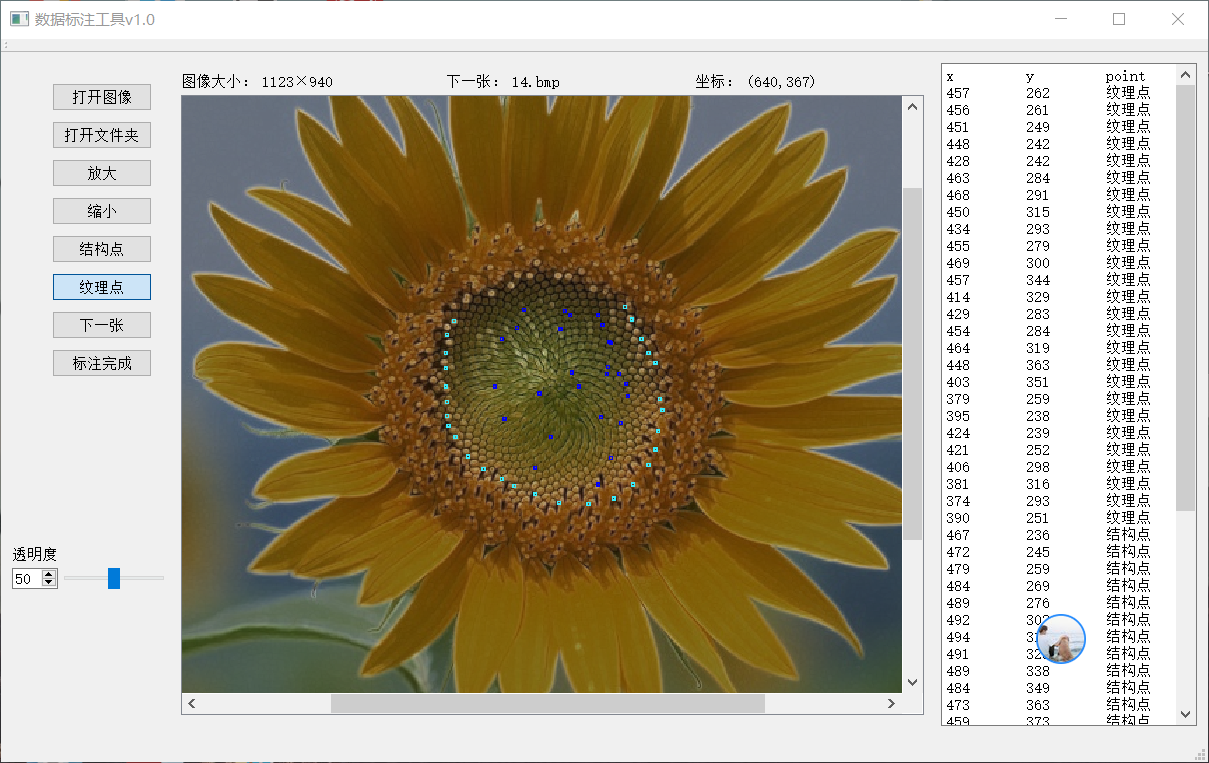 数据标注工具v1.0
图像大小： 1123×940 下一张： 14.bmp 坐标： (640,367)
打开图像
打开文件夹
放大
缩小
结构点
纹理点
下一张
标注完成
透明度
50
x y point
457 262 纹理点
456 261 纹理点
451 249 纹理点
448 242 纹理点
428 242 纹理点
463 284 纹理点
468 291 纹理点
450 315 纹理点
434 293 纹理点
455 279 纹理点
469 300 纹理点
457 344 纹理点
414 329 纹理点
429 283 纹理点
454 284 纹理点
464 319 纹理点
448 363 纹理点
403 351 纹理点
379 259 纹理点
395 238 纹理点
424 239 纹理点
421 252 纹理点
406 298 纹理点
381 316 纹理点
374 293 纹理点
390 251 纹理点
467 236 结构点
472 245 结构点
479 259 结构点
484 269 结构点
489 276 结构点
492 结构点
494 结构点
491 结构点
489 338 结构点
484 349 结构点
473 363 结构点
459 373 结构点